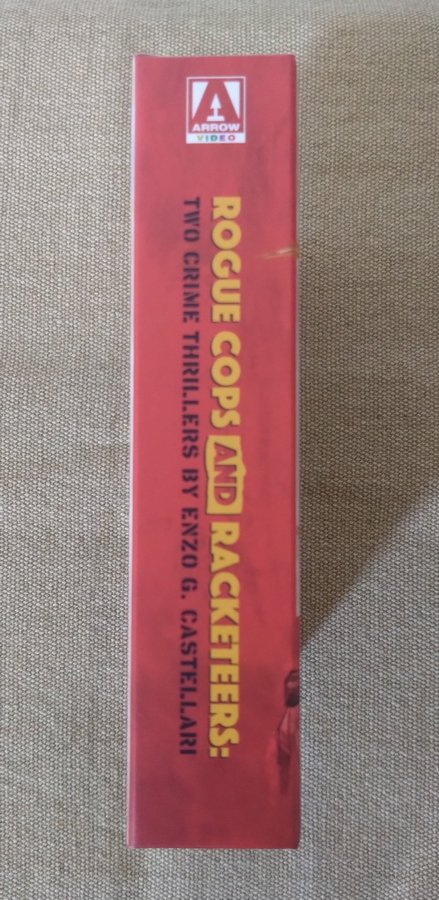 ARROW
VIDEO
ROGUE COPS AND RACKETEERS:
TWO CRIME THRILLERS BY ENZO G. CASTELLARI